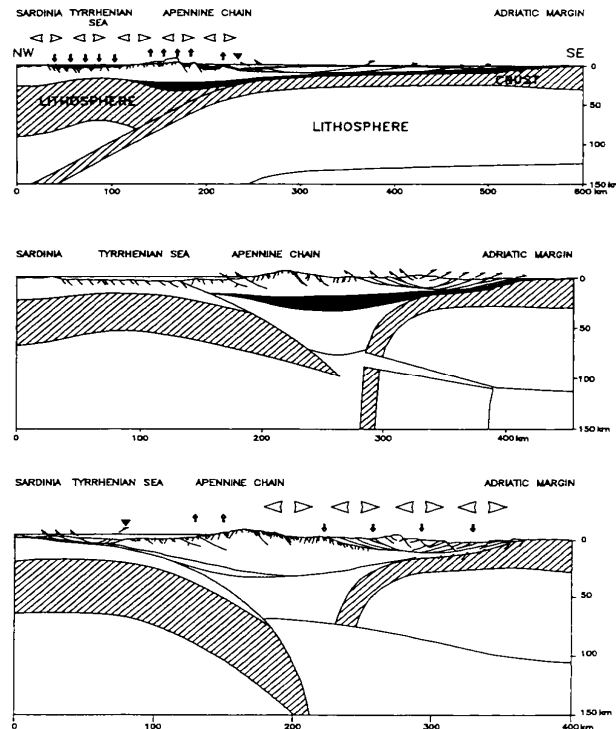 SARDINIA TYRRHENIAN SEA APENNINE CHAIN ADRIATIC MARGIN
NW SE
0
CRUST
LITHOSPHERE
50
LITHOSPHERE
100
150 km
0 100 200 300 400 500 600 km
SARDINIA TYRRHENIAN SEA APENNINE CHAIN ADRIATIC MARGIN
0
50
100
150 km
0 100 200 300 400 km
SARDINIA TYRRHENIAN SEA APENNINE CHAIN ADRIATIC MARGIN
0
50
100
150 km
0 100 200 300 400 km